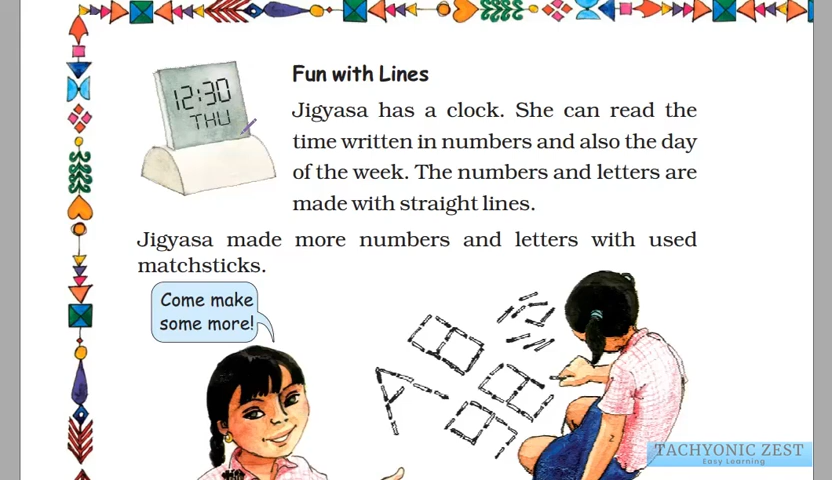 12:30
THU
Fun with Lines
Jigyasa has a clock. She can read the
time written in numbers and also the day
of the week. The numbers and letters are
made with straight lines.
Jigyasa made more numbers and letters with used
matchsticks.
Come make
some more!
TACHYONIC ZEST
Easy Learning